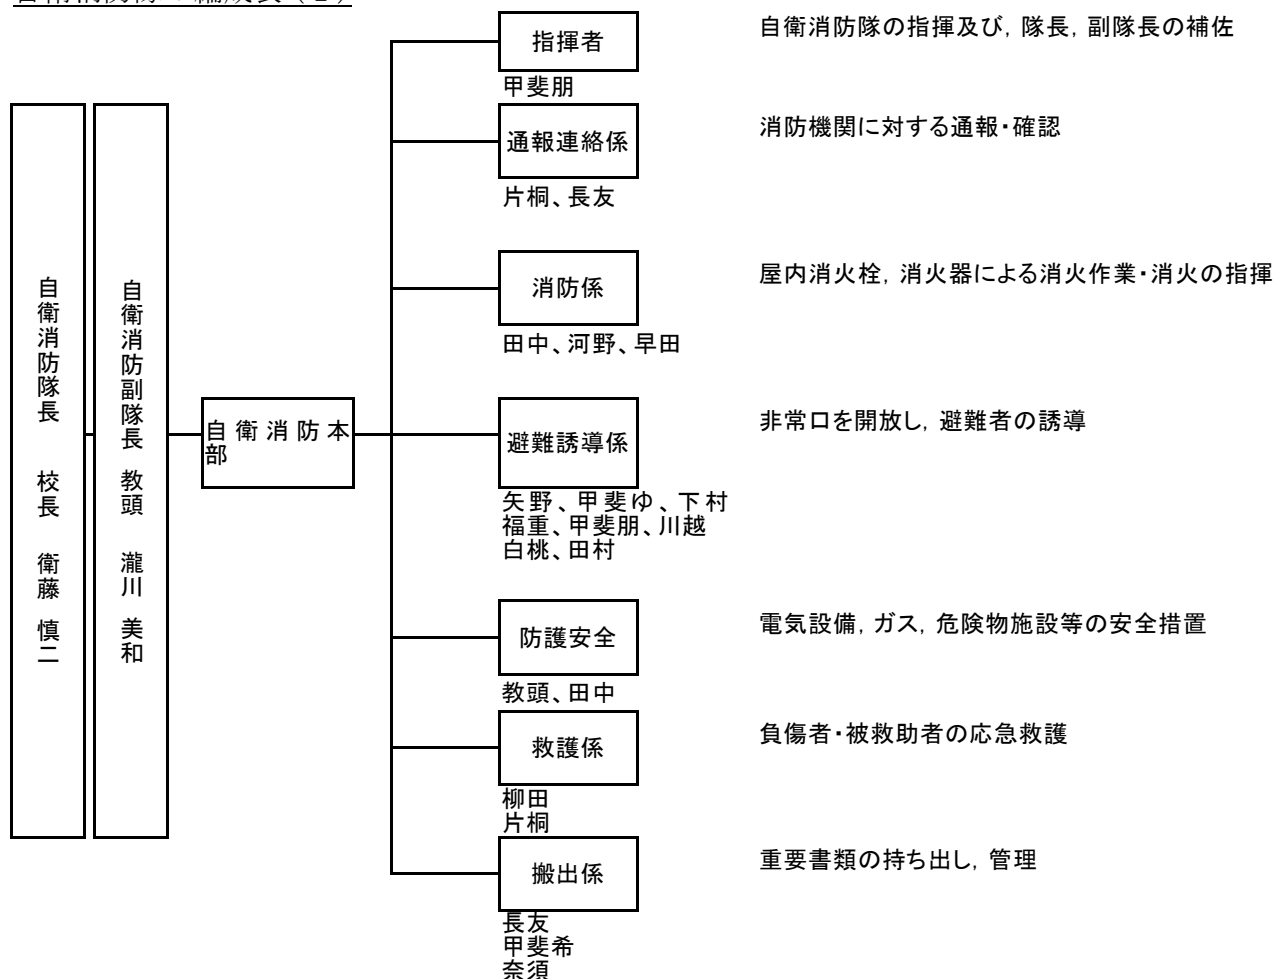 自衛消防隊長 校長 衛藤 慎二
自衛消防副隊長 教頭 瀧川 美和
自衛消防本
部
指揮者
甲斐朋
自衛消防隊の指揮及び, 隊長, 副隊長の補佐
通報連絡係
片桐、長友
消防機関に対する通報・確認
消防係
田中、河野、早田
屋内消火栓, 消火器による消火作業・消火の指揮
避難誘導係
矢野、甲斐ゆ、下村
福重、甲斐朋、川越
白桃、田村
非常口を開放し, 避難者の誘導
防護安全
教頭、田中
電気設備, ガス, 危険物施設等の安全措置
救護係
柳田
片桐
負傷者・被救助者の応急救護
搬出係
長友
甲斐希
奈須
重要書類の持ち出し, 管理